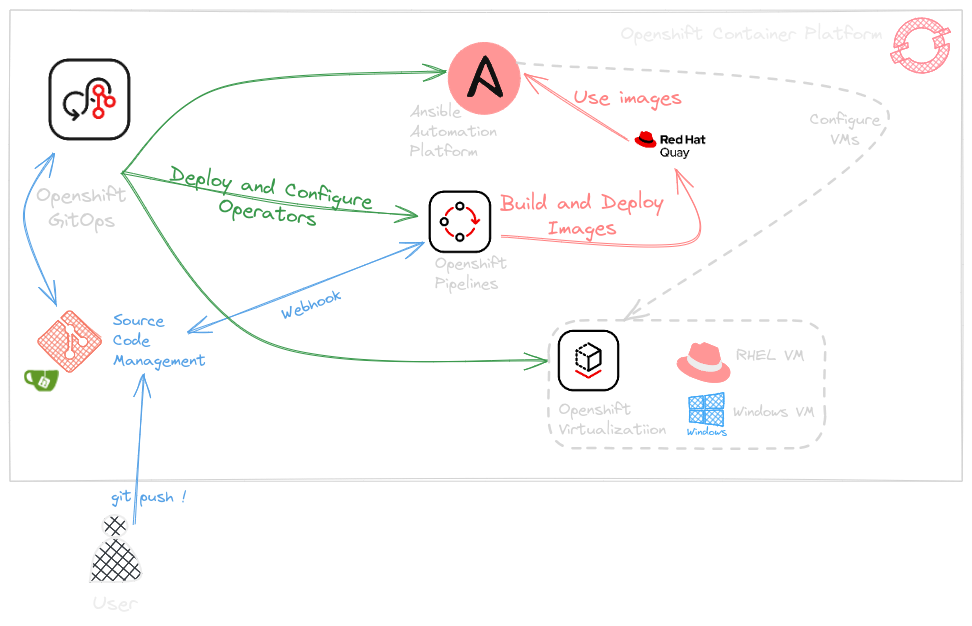 Openshift Container Platform
Ansible
Automation
Platform
Use images
Configure
VMs
Red Hat
Quay
Openshift
GitOps
Deploy and Configure
Operators
Build and Deploy
Images
Openshift
Pipelines
Webhook
Source
Code
Management
RHEL VM
Openshift
Virtualizatiion
Windows
Windows VM
git push !
User